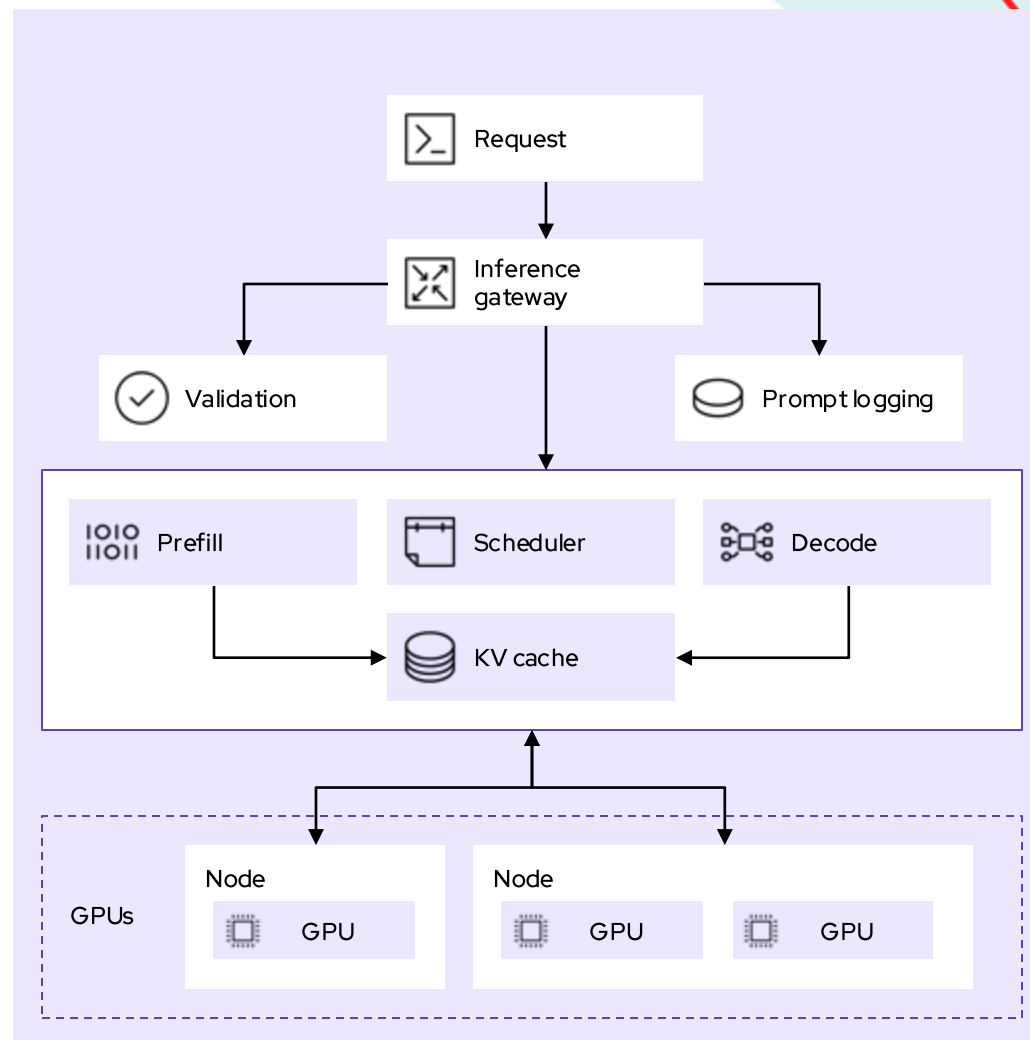 Request
Inference
gateway
Validation
Prompt logging
Prefill
Scheduler
Decode
KV cache
GPUs
Node
GPU
Node
GPU
GPU